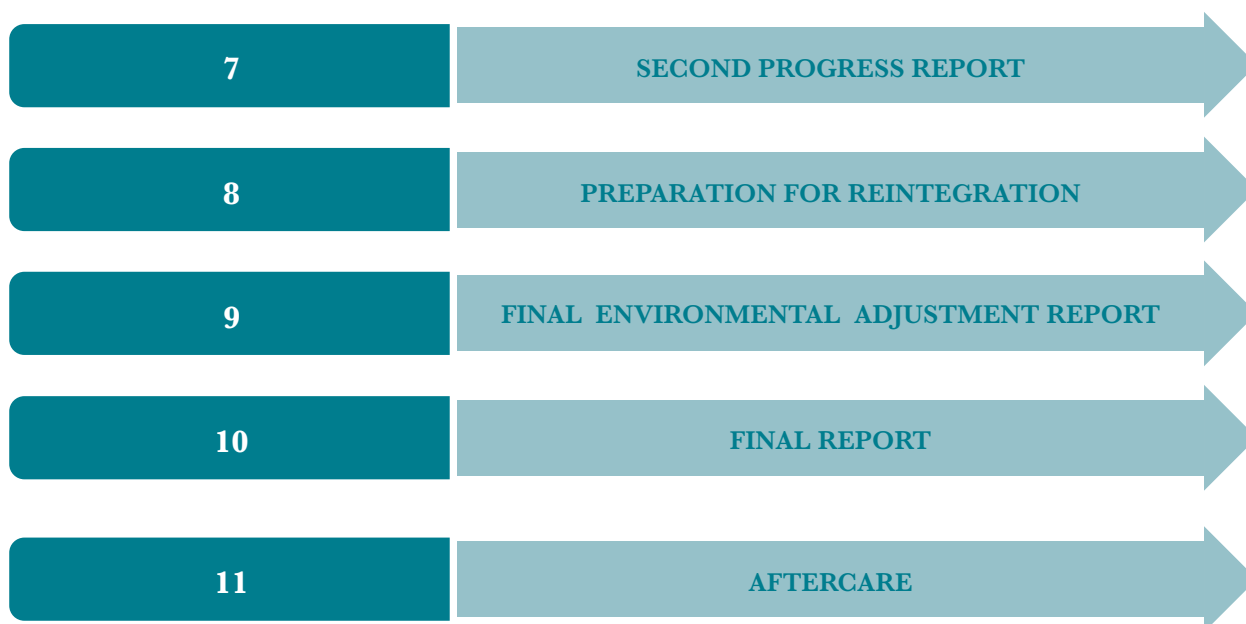 7
SECOND PROGRESS REPORT
8
PREPARATION FOR REINTEGRATION
9
FINAL ENVIRONMENTAL ADJUSTMENT REPORT
10
FINAL REPORT
11
AFTERCARE